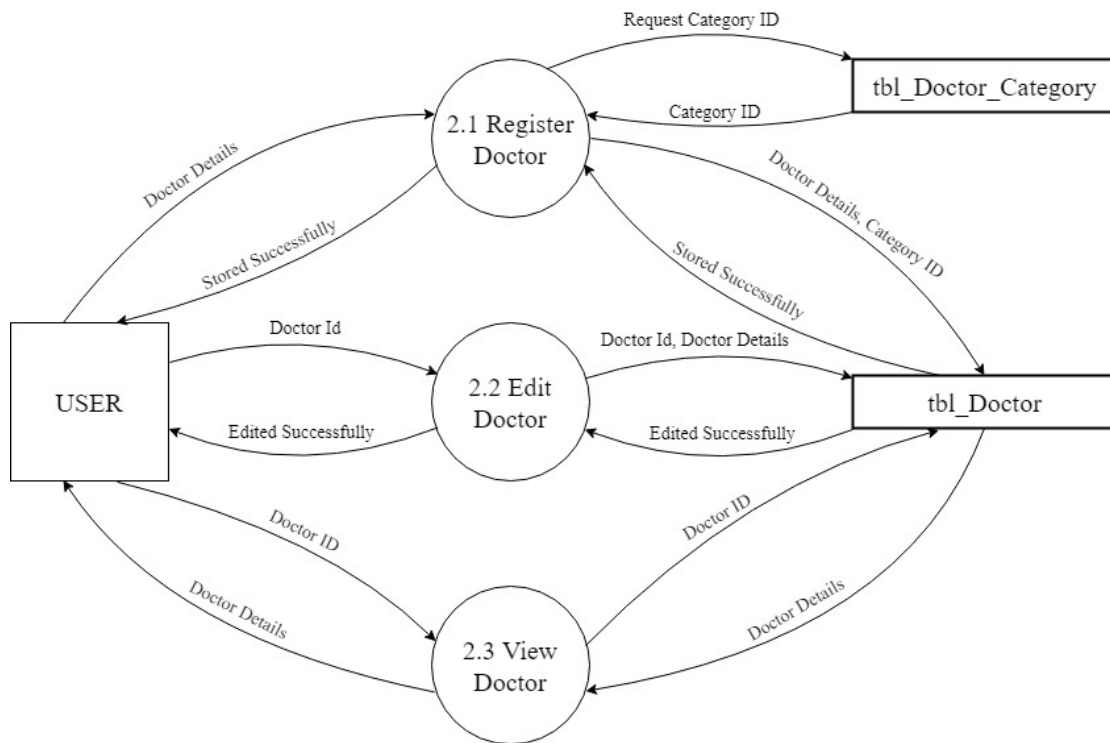 Request Category ID
tbl_Doctor_Category
Category ID
2.1 Register
Doctor
Doctor Details
Stored Successfully
Doctor Details, Category ID
Stored Successfully
USER
Doctor Id
Edited Successfully
2.2 Edit
Doctor
Doctor Id, Doctor Details
Edited Successfully
tbl_Doctor
Doctor ID
Doctor Details
2.3 View
Doctor
Doctor ID
Doctor Details